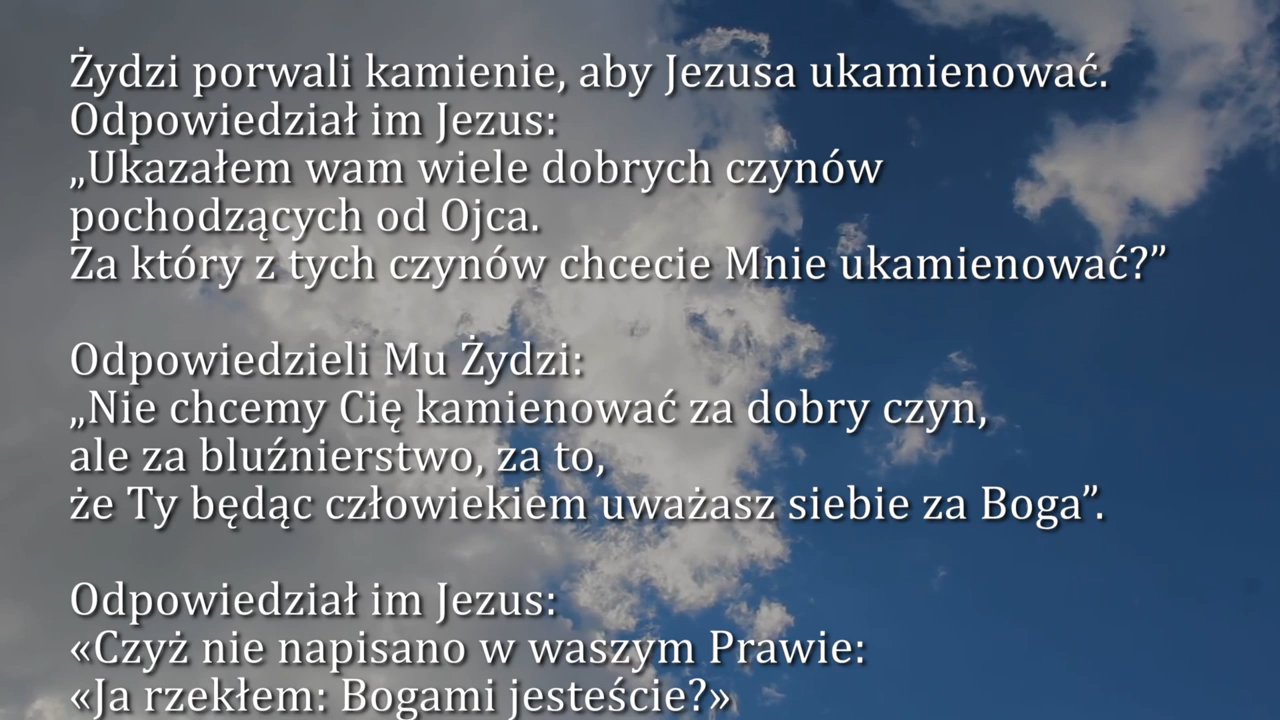 Żydzi porwali kamienie, aby Jezusa ukamienować.
Odpowiedział im Jezus:
„Ukazałem wam wiele dobrych czynów
pochodzących od Ojca.
Za który z tych czynów chcecie Mnie ukamienować?”
Odpowiedzieli Mu Żydzi:
„Nie chcemy Cię kamienować za dobry czyn,
ale za bluźnierstwo, za to,
że Ty będąc człowiekiem uważasz siebie za Boga”.
Odpowiedział im Jezus:
«Czyż nie napisano w waszym Prawie:
«Ja rzekłem: Bogami jesteście?»